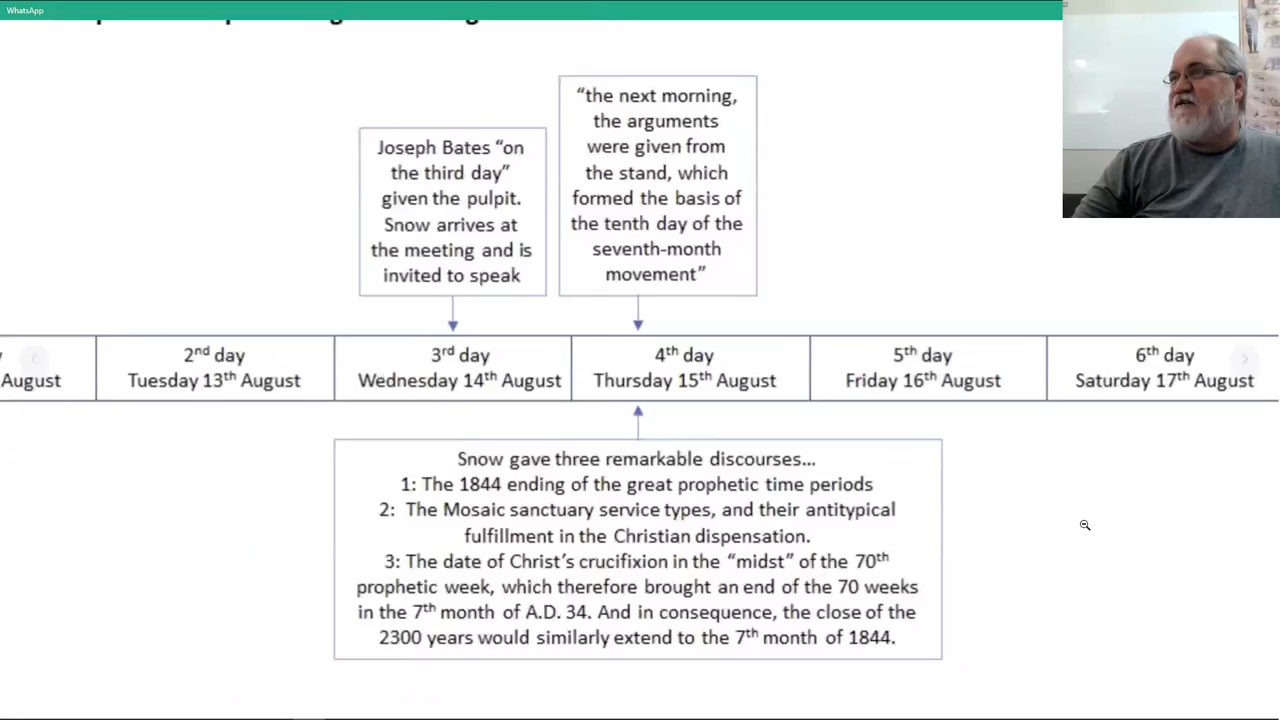 WhatsApp
Joseph Bates “on
the third day”
given the pulpit.
Snow arrives at
the meeting and is
invited to speak
“the next morning,
the arguments
were given from
the stand, which
formed the basis of
the tenth day of the
seventh-month
movement”
August
2nd day
Tuesday 13th August
3rd day
Wednesday 14th August
4th day
Thursday 15th August
5th day
Friday 16th August
6th day
Saturday 17th August
Snow gave three remarkable discourses...
1: The 1844 ending of the great prophetic time periods
2: The Mosaic sanctuary service types, and their antitypical
fulfillment in the Christian dispensation.
3: The date of Christ’s crucifixion in the “midst” of the 70th
prophetic week, which therefore brought an end of the 70 weeks
in the 7th month of A.D. 34. And in consequence, the close of the
2300 years would similarly extend to the 7th month of 1844.